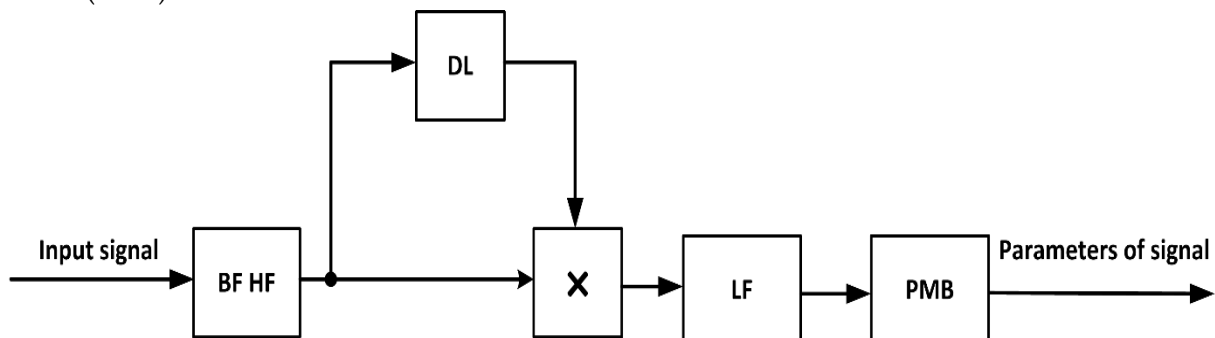 DL
Input signal
BF HF
×
LF
PMB
Parameters of signal